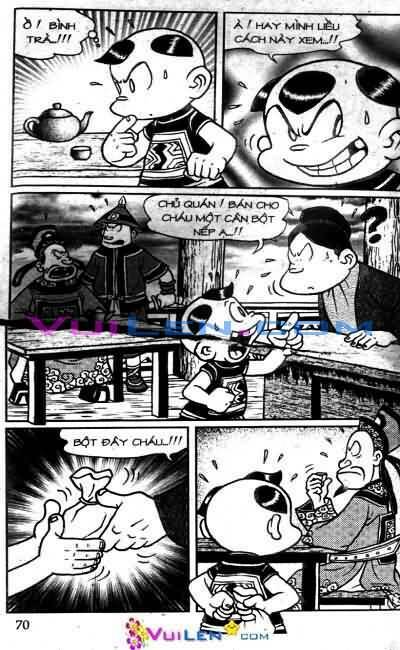 Ồ! BÌNH
TRÀ...!!!
À! HAY MÌNH LIỀU
CÁCH NÀY XEM...!!
CHỦ QUÁN! BÁN CHO
CHÁU MỘT CÂN BỘT
NẾP Ạ...!!
?
VUILEN.COM
BỘT ĐÂY CHÁU...!!!
70
VUILEN.COM